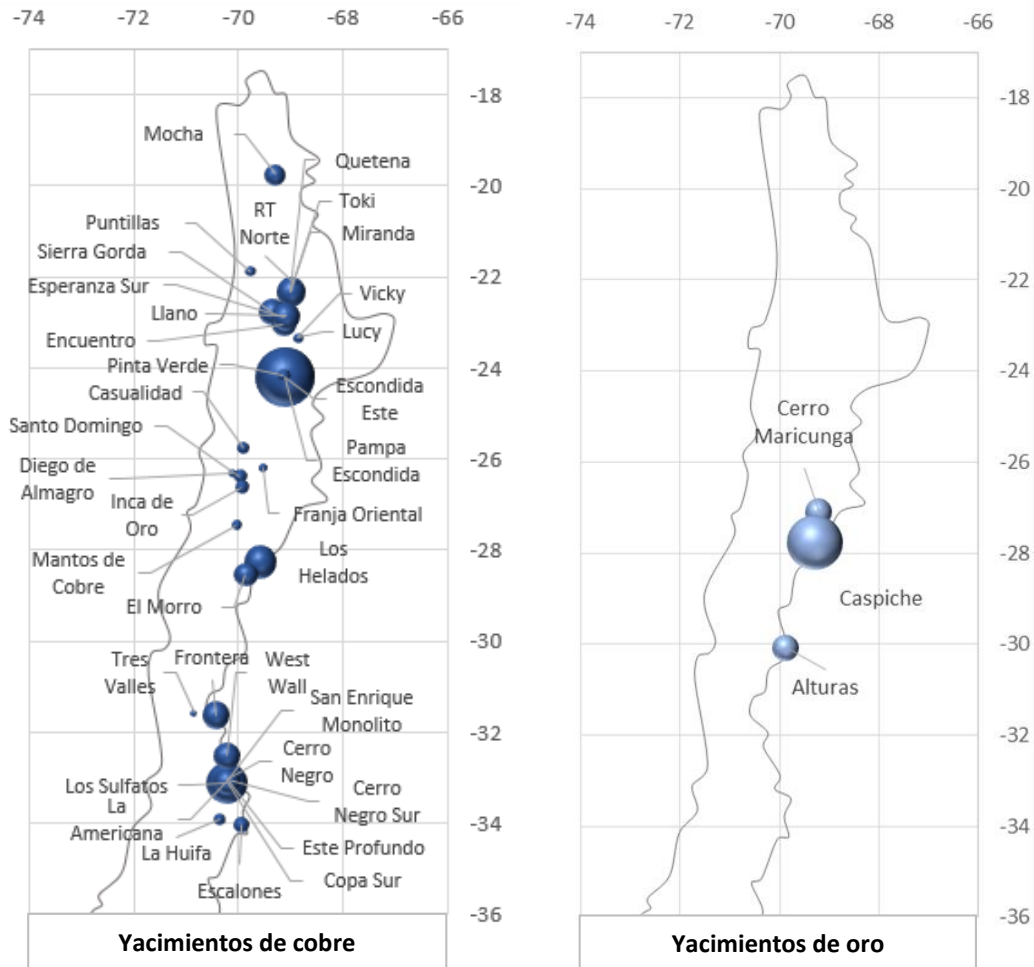 -74
-72
-70
-68
-66
-18
-20
-22
-24
-26
-28
-30
-32
-34
-36
Mocha
Quetena
RT
Norte
Toki
Miranda
Puntillas
Sierra Gorda
Esperanza Sur
Llano
Encuentro
Vicky
Lucy
Pinta Verde
Casualidad
Escondida
Este
Santo Domingo
Pampa
Escondida
Diego de
Almagro
Inca de
Oro
Franja Oriental
Mantos de
Cobre
Los
Helados
El Morro
Tres
Valles
Frontera
West
Wall
San Enrique
Monolito
Cerro
Negro
Los Sulfatos
Cerro
Negro Sur
La
Americana
La Huifa
Este Profundo
Copa Sur
Escalones
Yacimientos de cobre
-74
-72
-70
-68
-66
-18
-20
-22
-24
-26
-28
-30
-32
-34
-36
Cerro
Maricunga
Caspiche
Alturas
Yacimientos de oro